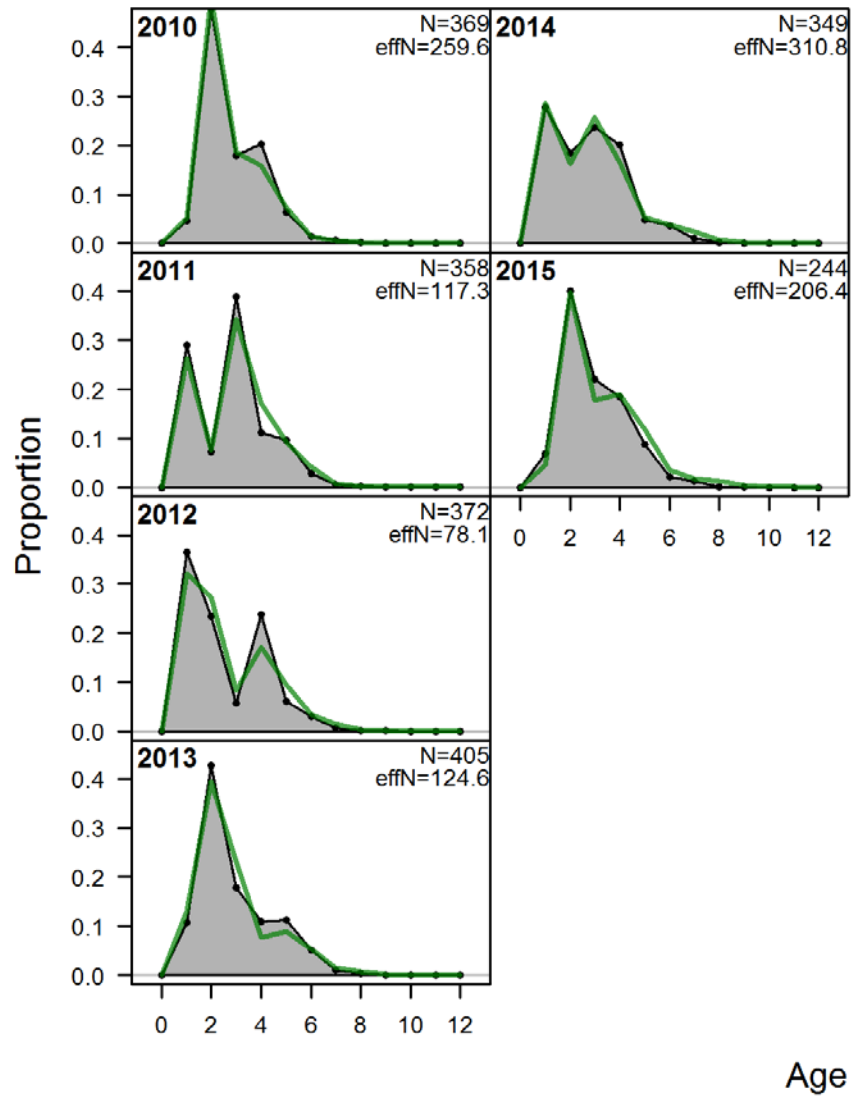 2010
N=369
effN=259.6
0.4
0.3
0.2
0.1
0.0
2014
N=349
effN=310.8
2011
N=358
effN=117.3
0.4
0.3
0.2
0.1
0.0
2015
N=244
effN=206.4
0 2 4 6 8 10 12
2012
N=372
effN=78.1
0.4
0.3
0.2
0.1
0.0
2013
N=405
effN=124.6
0.4
0.3
0.2
0.1
0.0
0 2 4 6 8 10 12
Proportion
Age